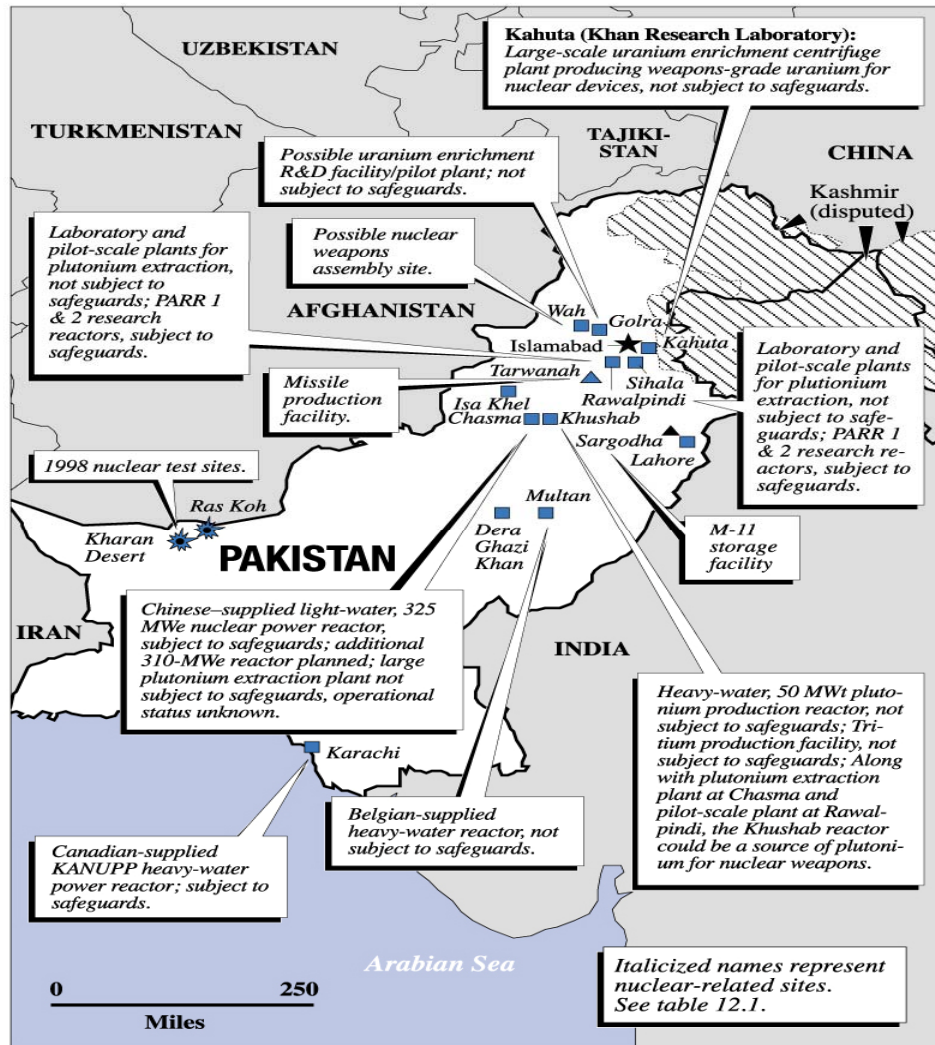 UZBEKISTAN
Kahuta (Khan Research Laboratory):
Large-scale uranium enrichment centrifuge
plant producing weapons-grade uranium for
nuclear devices, not subject to safeguards.
TURKMENISTAN
TAJIKI-
STAN
CHINA
Possible uranium enrichment
R&D facility/pilot plant; not
subject to safeguards.
Kashmir
(disputed)
Laboratory and
pilot-scale plants for
plutonium extraction,
not subject to
safeguards; PARR 1
& 2 research
reactors, subject to
safeguards.
Possible nuclear
weapons
assembly site.
AFGHANISTAN
Wah
Golra
Islamabad
Kahuta
Tarwanah
Sihala
Rawalpindi
Missile
production
facility.
Isa Khel
Chasma
Khushab
Sargodha
Lahore
Laboratory and
pilot-scale plants
for plutionium
extraction, not
subject to safe-
guards; PARR 1
& 2 research re-
actors, subject to
safeguards.
1998 nuclear test sites.
Ras Koh
Kharan
Desert
Multan
Dera
Ghazi
Khan
M-11
storage
facility
PAKISTAN
IRAN
INDIA
Chinese–supplied light-water, 325
MWe nuclear power reactor,
subject to safeguards; additional
310-MWe reactor planned; large
plutonium extraction plant not
subject to safeguards, operational
status unknown.
Heavy-water, 50 MWt pluto-
nium production reactor, not
subject to safeguards; Tri-
tium production facility, not
subject to safeguards; Along
with plutonium extraction
plant at Chasma and
pilot-scale plant at Rawal-
pindi, the Khushab reactor
could be a source of plutoni-
um for nuclear weapons.
Karachi
Belgian-supplied
heavy-water reactor, not
subject to safeguards.
Canadian-supplied
KANUPP heavy-water
power reactor; subject to
safeguards.
Arabian Sea
0 250
Miles
Italicized names represent
nuclear-related sites.
See table 12.1.